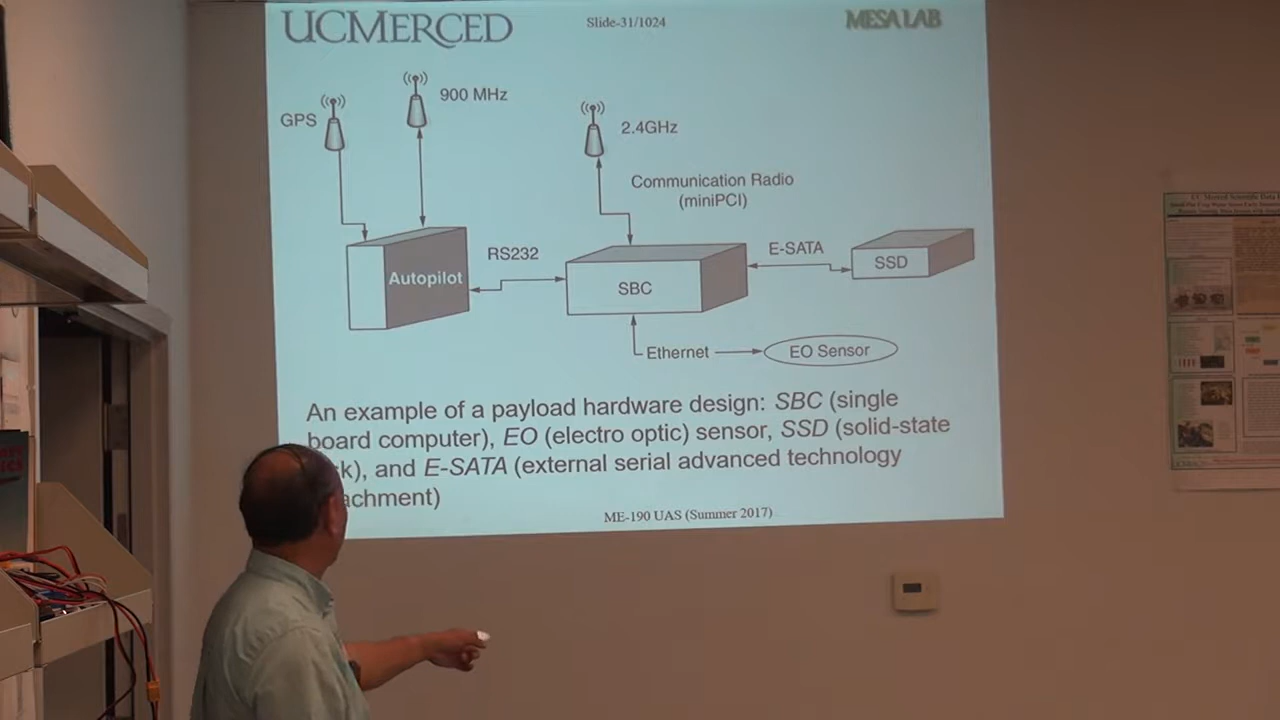 UCMERCED
Slide-31/1024
MESA LAB
GPS
900 MHz
2.4GHz
Communication Radio
(miniPCI)
Autopilot
RS232
SBC
E-SATA
SSD
Ethernet
EO Sensor
An example of a payload hardware design: SBC (single
board computer), EO (electro optic) sensor, SSD (solid-state
k), and E-SATA (external serial advanced technology
achment)
ME-190 UAS (Summer 2017)